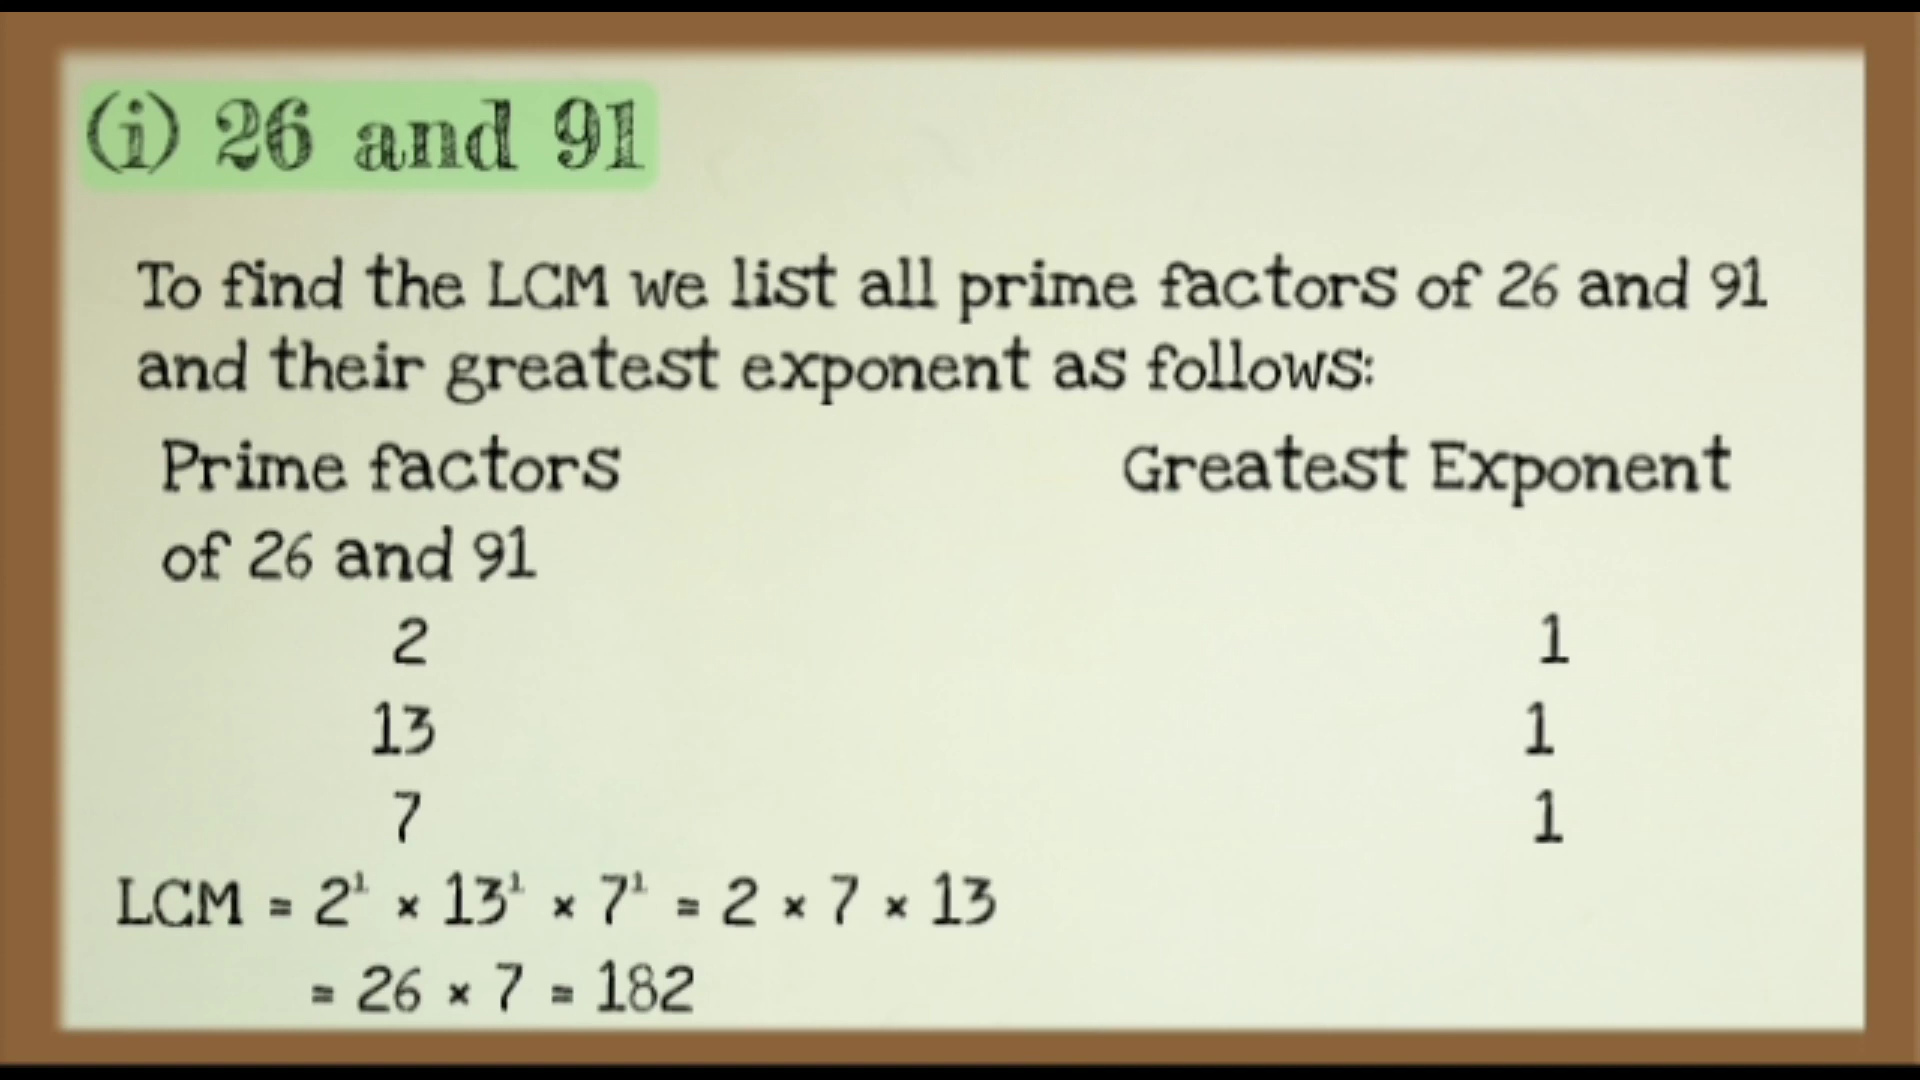 (i) 26 and 91
To find the LCM we list all prime factors of 26 and 91
and their greatest exponent as follows:
Prime factors Greatest Exponent
of 26 and 91
2 1
13 1
7 1
LCM = 2¹ × 13¹ × 7¹ = 2 × 7 × 13
= 26 × 7 = 182